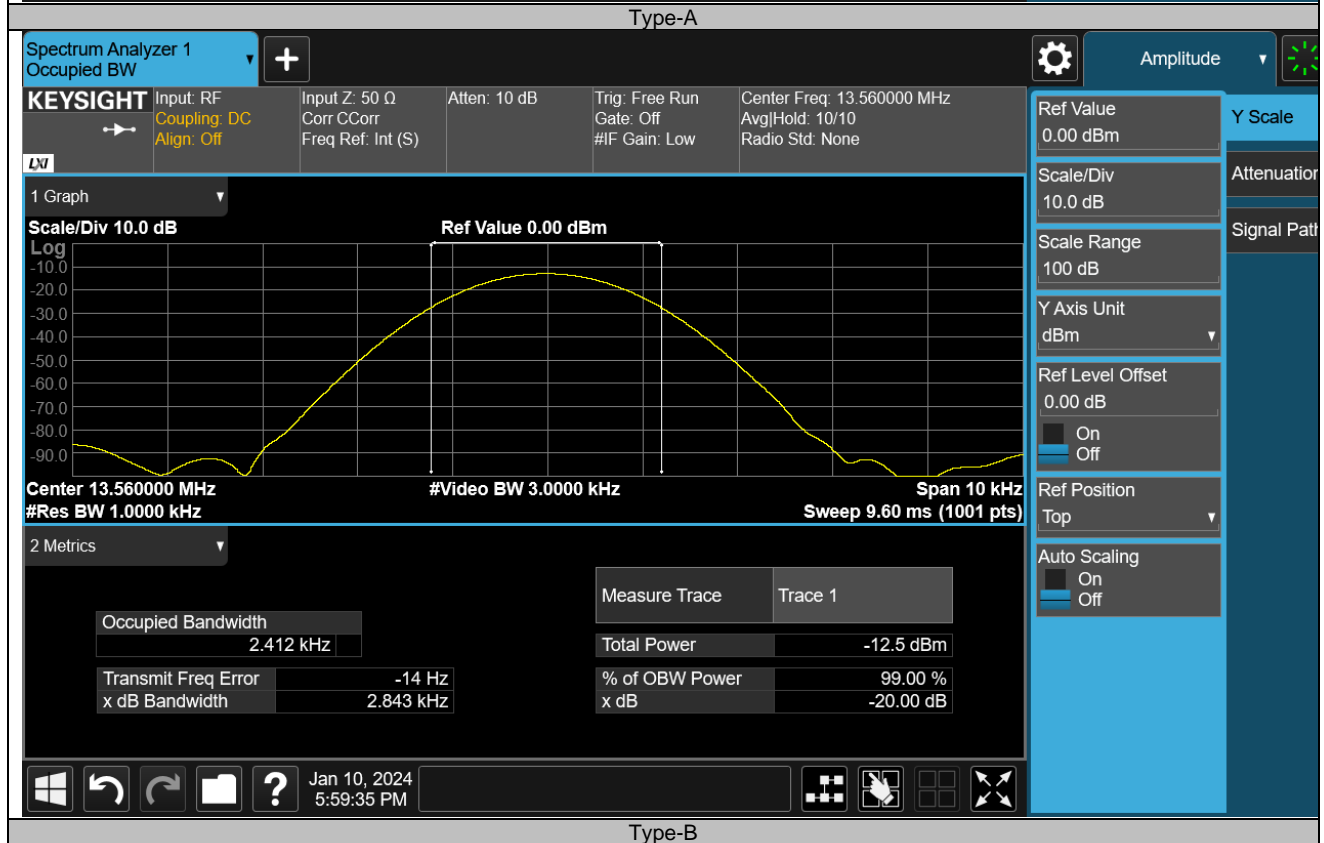 Type-A
Spectrum Analyzer 1
Occupied BW
Amplitude
KEYSIGHT
LXI
Input: RF
Coupling: DC
Align: Off
Input Z: 50 Ω
Corr CCorr
Freq Ref: Int (S)
Atten: 10 dB
Trig: Free Run
Gate: Off
#IF Gain: Low
Center Freq: 13.560000 MHz
Avg|Hold: 10/10
Radio Std: None
1 Graph
Scale/Div 10.0 dB
Ref Value 0.00 dBm
Log
-10.0
-20.0
-30.0
-40.0
-50.0
-60.0
-70.0
-80.0
-90.0
Center 13.560000 MHz
#Video BW 3.0000 kHz
Span 10 kHz
#Res BW 1.0000 kHz
Sweep 9.60 ms (1001 pts)
2 Metrics
Measure Trace Trace 1
Occupied Bandwidth
2.412 kHz
Total Power -12.5 dBm
Transmit Freq Error -14 Hz
% of OBW Power 99.00 %
x dB Bandwidth 2.843 kHz
x dB -20.00 dB
Ref Value
0.00 dBm
Scale/Div
10.0 dB
Scale Range
100 dB
Y Axis Unit
dBm
Ref Level Offset
0.00 dB
On
Off
Ref Position
Top
Auto Scaling
On
Off
Y Scale
Attenuation
Signal Path
?
Jan 10, 2024
5:59:35 PM
Type-B